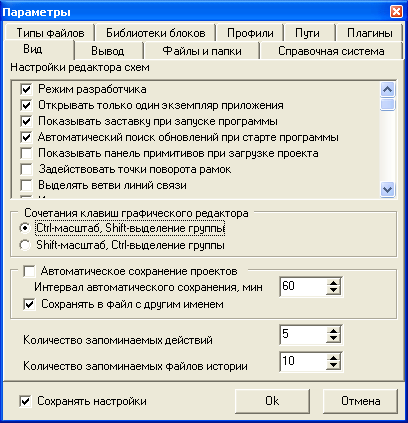 Параметры
Типы файлов Библиотеки блоков Профили Пути Плагины
Вид Вывод Файлы и папки Справочная система
Настройки редактора схем
Режим разработчика
Открывать только один экземпляр приложения
Показывать заставку при запуске программы
Автоматический поиск обновлений при старте программы
Показывать панель примитивов при загрузке проекта
Задействовать точки поворота рамок
Выделять ветви линий связи
Сочетания клавиш графического редактора
Ctrl-масштаб, Shift-выделение группы
Shift-масштаб, Ctrl-выделение группы
Автоматическое сохранение проектов
Интервал автоматического сохранения, мин 60
Сохранять в файл с другим именем
Количество запоминаемых действий 5
Количество запоминаемых файлов истории 10
Сохранять настройки Ok Отмена